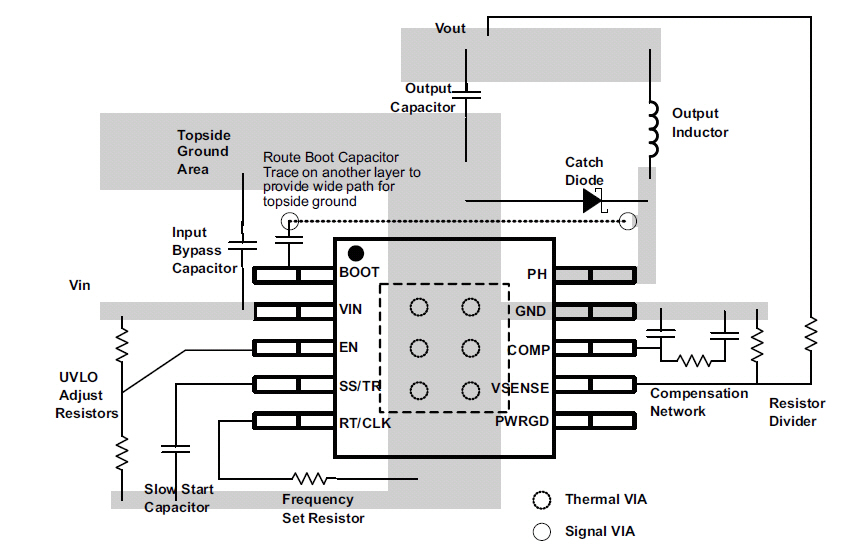 Vout
Output
Capacitor
Output
Inductor
Topside
Ground
Area
Route Boot Capacitor
Trace on another layer to
provide wide path for
topside ground
Catch
Diode
Input
Bypass
Capacitor
Vin
BOOT
VIN
EN
SS/TR
RT/CLK
PH
GND
COMP
VSENSE
PWRGD
UVLO
Adjust
Resistors
Compensation
Network
Resistor
Divider
Slow Start
Capacitor
Frequency
Set Resistor
Thermal VIA
Signal VIA